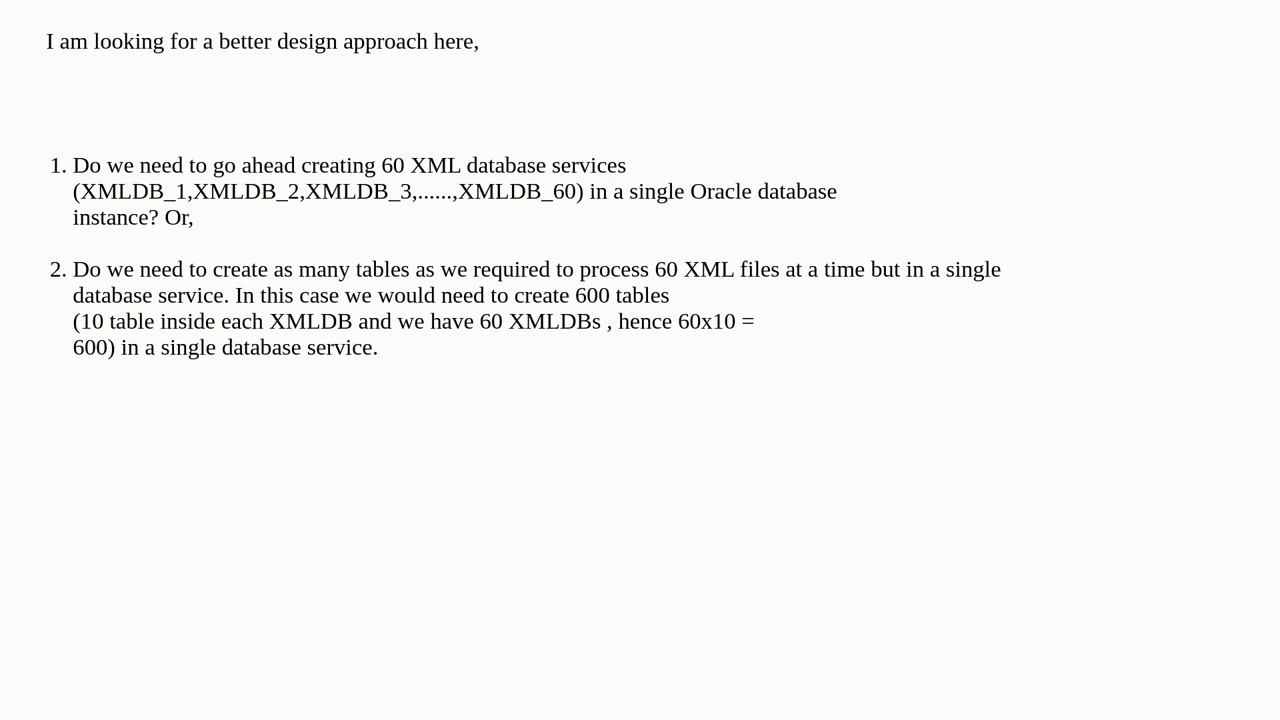 I am looking for a better design approach here,
1. Do we need to go ahead creating 60 XML database services
(XMLDB_1,XMLDB_2,XMLDB_3,......,XMLDB_60) in a single Oracle database
instance? Or,
2. Do we need to create as many tables as we required to process 60 XML files at a time but in a single
database service. In this case we would need to create 600 tables
(10 table inside each XMLDB and we have 60 XMLDBs , hence 60x10 =
600) in a single database service.